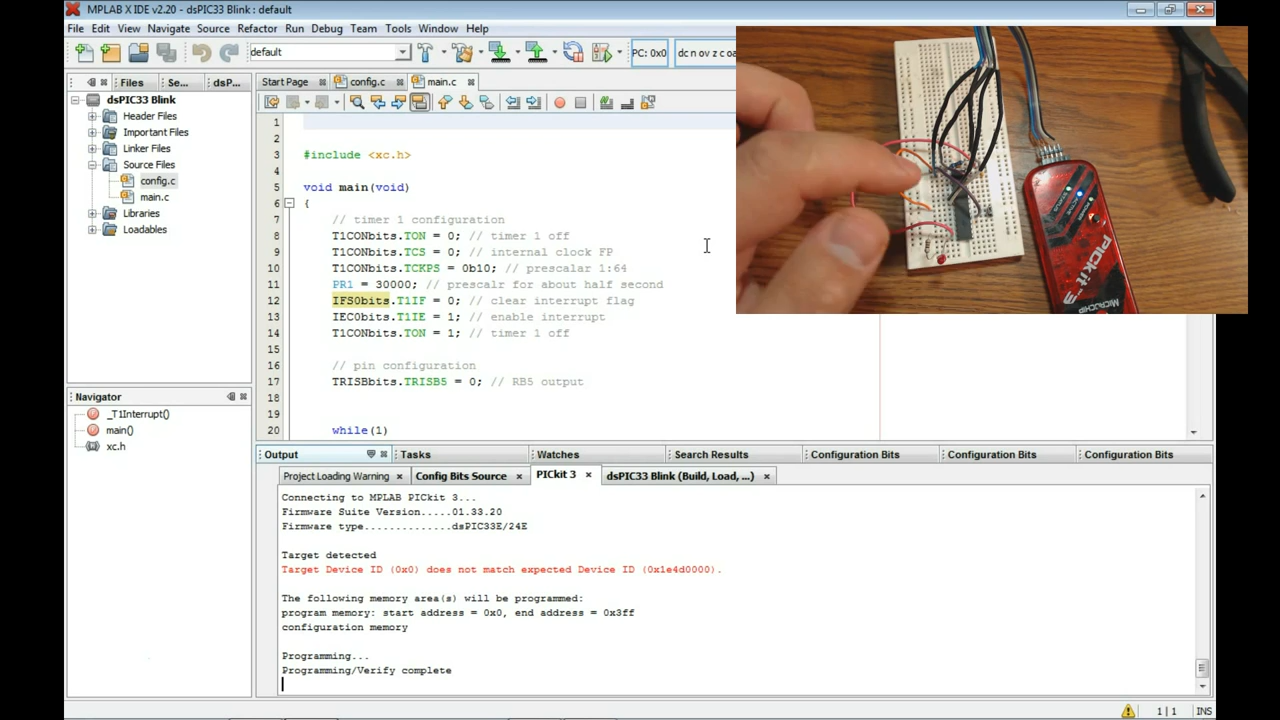 MPLAB X IDE v2.20 - dsPIC33 Blink : default
File Edit View Navigate Source Refactor Run Debug Team Tools Window Help
default
PC: 0x0
dc n ov z c
Files
Se...
dsP...
Start Page
config.c
main.c
dsPIC33 Blink
Header Files
Important Files
Linker Files
Source Files
config.c
main.c
Libraries
Loadables
1
2
3 #include <xc.h>
4
5 void main(void)
6 {
7 // timer 1 configuration
8 T1CONbits.TON = 0; // timer 1 off
9 T1CONbits.TCS = 0; // internal clock FP
10 T1CONbits.TCKPS = 0b10; // prescalar 1:64
11 PR1 = 30000; // prescalr for about half second
12 IFS0bits.T1IF = 0; // clear interrupt flag
13 IEC0bits.T1IE = 1; // enable interrupt
14 T1CONbits.TON = 1; // timer 1 off
15
16 // pin configuration
17 TRISBbits.TRISB5 = 0; // RB5 output
18
19
20 while(1)
PICkit 3
MICROCHIP
Navigator
_T1Interrupt()
main()
xc.h
Output
Tasks
Watches
Search Results
Configuration Bits
Configuration Bits
Configuration Bits
Project Loading Warning
Config Bits Source
PICkit 3
dsPIC33 Blink (Build, Load, ...)
Connecting to MPLAB PICkit 3...
Firmware Suite Version.....01.33.20
Firmware type..............dsPIC33E/24E
Target detected
Target Device ID (0x0) does not match expected Device ID (0x1e4d0000).
The following memory area(s) will be programmed:
program memory: start address = 0x0, end address = 0x3ff
configuration memory
Programming...
Programming/Verify complete
1|1
INS